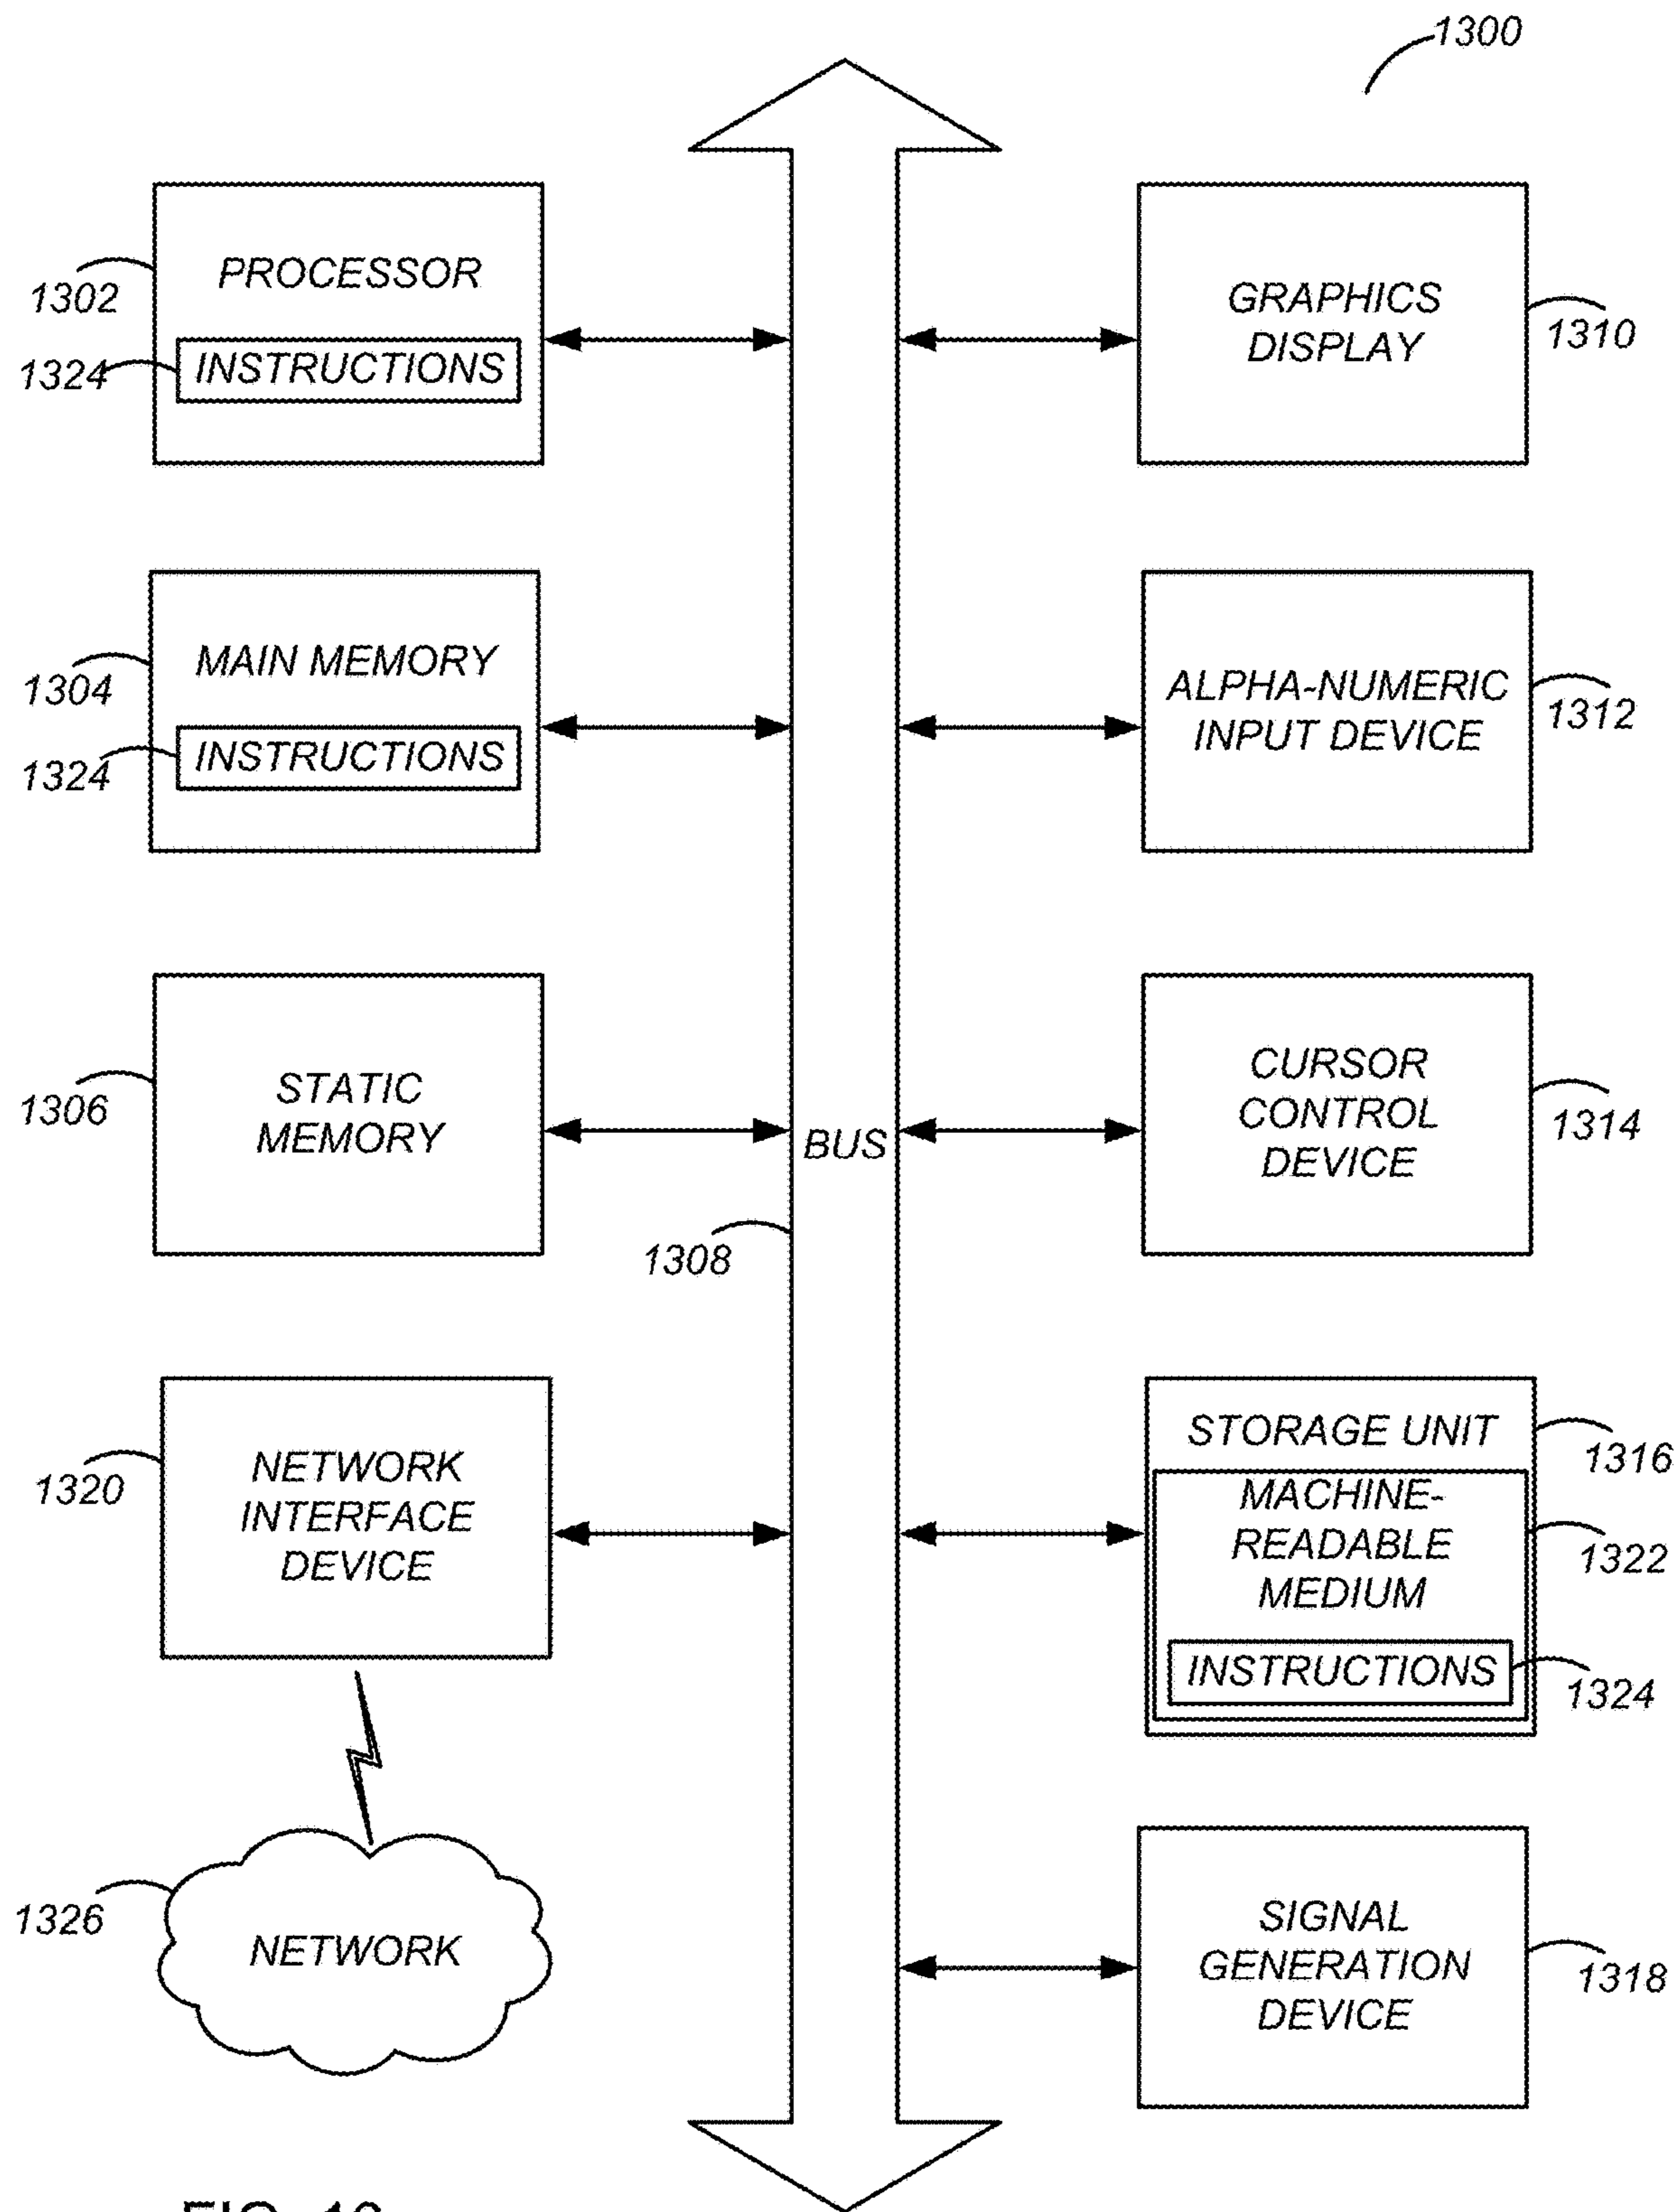 1300
PROCESSOR
1302
INSTRUCTIONS
1324
GRAPHICS
DISPLAY
1310
MAIN MEMORY
1304
INSTRUCTIONS
1324
ALPHA-NUMERIC
INPUT DEVICE
1312
STATIC
MEMORY
1306
BUS
1308
CURSOR
CONTROL
DEVICE
1314
NETWORK
INTERFACE
DEVICE
1320
STORAGE UNIT
1316
MACHINE-
READABLE
MEDIUM
1322
INSTRUCTIONS
1324
NETWORK
1326
SIGNAL
GENERATION
DEVICE
1318
FIG.